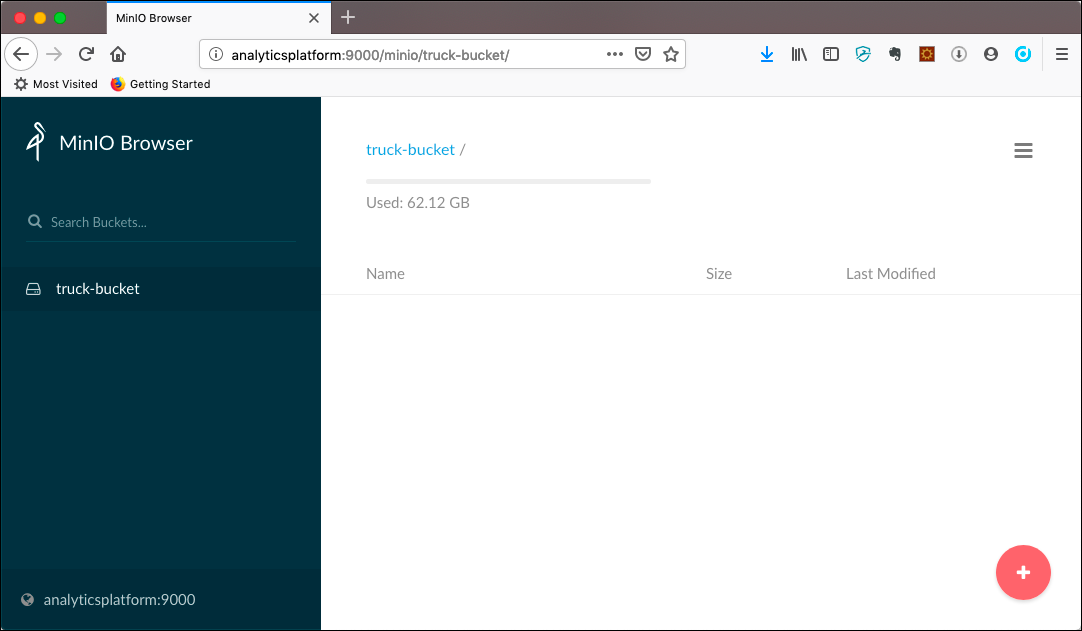 MinIO Browser
analyticsplatform:9000/minio/truck-bucket/
Most Visited
Getting Started
MinIO Browser
Search Buckets...
truck-bucket
analyticsplatform:9000
truck-bucket /
Used: 62.12 GB
Name Size Last Modified